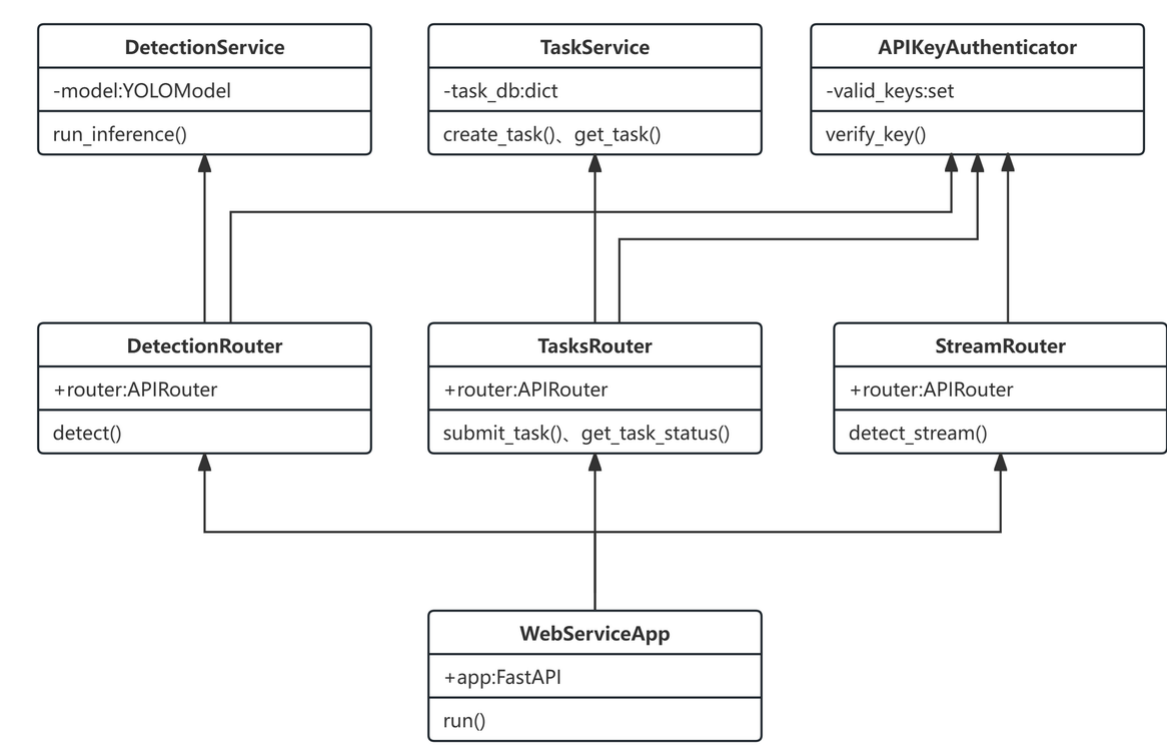 DetectionService
-model:YOLOModel
run_inference()
TaskService
-task_db:dict
create_task()、get_task()
APIKeyAuthenticator
-valid_keys:set
verify_key()
DetectionRouter
+router:APIRouter
detect()
TasksRouter
+router:APIRouter
submit_task()、get_task_status()
StreamRouter
+router:APIRouter
detect_stream()
WebServiceApp
+app:FastAPI
run()